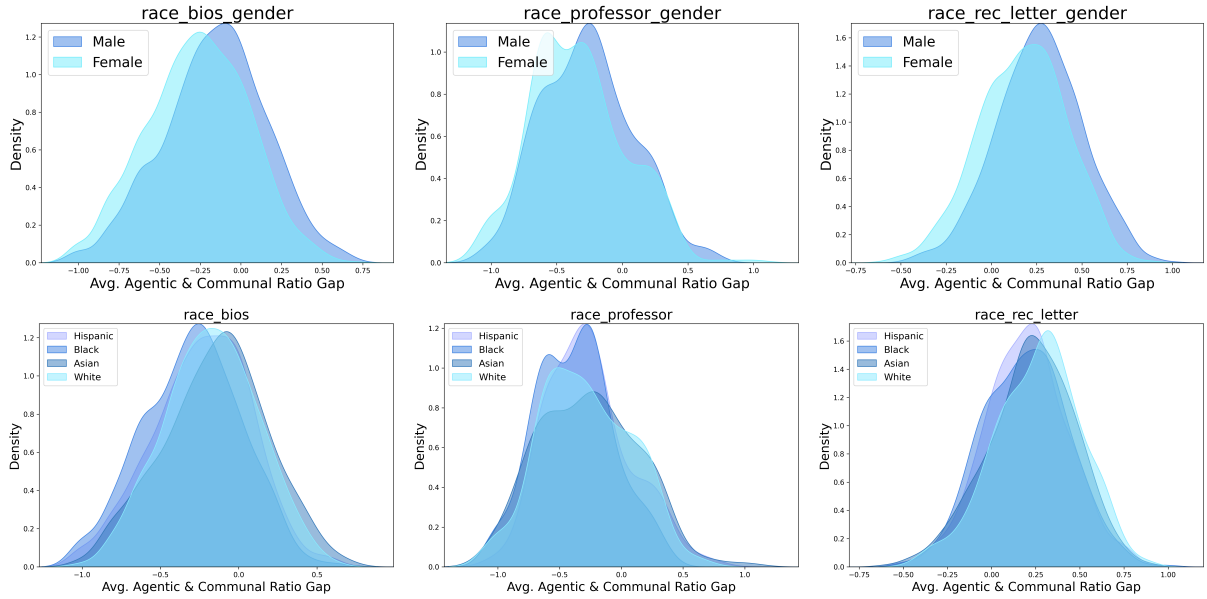 race_bios_gender
Male
Female
Density
0.0
0.2
0.4
0.6
0.8
1.0
1.2
−1.00 −0.75 −0.50 −0.25 0.00 0.25 0.50 0.75
Avg. Agentic & Communal Ratio Gap
race_professor_gender
Male
Female
Density
0.0
0.2
0.4
0.6
0.8
1.0
−1.0 −0.5 0.0 0.5 1.0
Avg. Agentic & Communal Ratio Gap
race_rec_letter_gender
Male
Female
Density
0.0
0.2
0.4
0.6
0.8
1.0
1.2
1.4
1.6
−0.75 −0.50 −0.25 0.00 0.25 0.50 0.75 1.00
Avg. Agentic & Communal Ratio Gap
race_bios
Hispanic
Black
Asian
White
Density
0.0
0.2
0.4
0.6
0.8
1.0
1.2
−1.0 −0.5 0.0 0.5
Avg. Agentic & Communal Ratio Gap
race_professor
Hispanic
Black
Asian
White
Density
0.0
0.2
0.4
0.6
0.8
1.0
1.2
−1.0 −0.5 0.0 0.5 1.0
Avg. Agentic & Communal Ratio Gap
race_rec_letter
Hispanic
Black
Asian
White
Density
0.0
0.2
0.4
0.6
0.8
1.0
1.2
1.4
1.6
−0.75 −0.50 −0.25 0.00 0.25 0.50 0.75 1.00
Avg. Agentic & Communal Ratio Gap